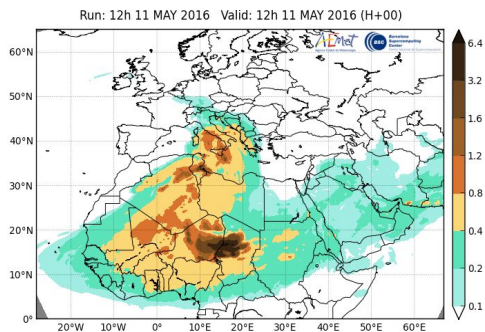 Run: 12h 11 MAY 2016 Valid: 12h 11 MAY 2016 (H+00)
AEmet
BSC
Barcelona
Supercomputing
Center
60°N
50°N
40°N
30°N
20°N
10°N
0°
20°W 10°W 0° 10°E 20°E 30°E 40°E 50°E 60°E
6.4
3.2
1.6
1.2
0.8
0.4
0.2
0.1